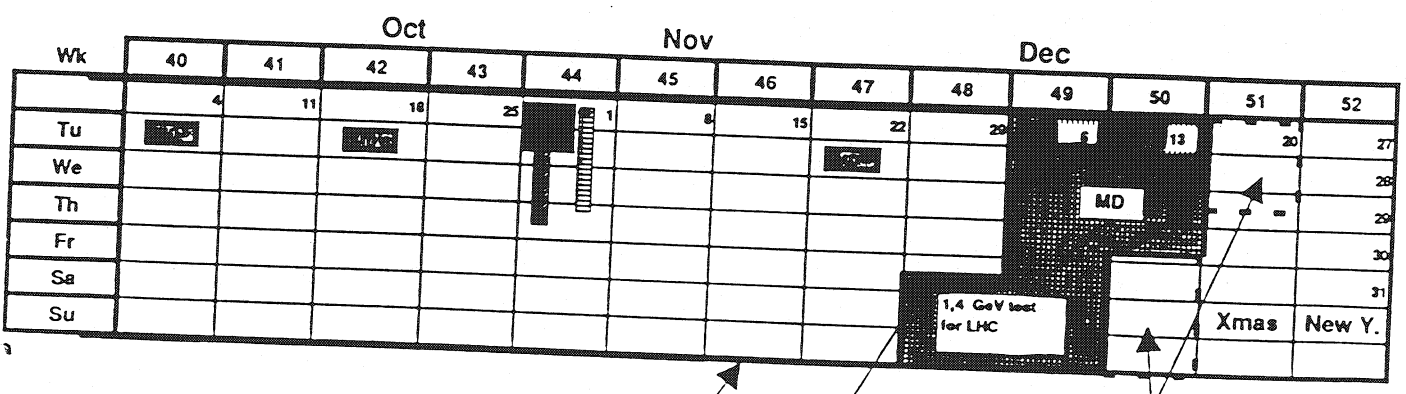 Oct Nov Dec
Wk 40 41 42 43 44 45 46 47 48 49 50 51 52
4 11 18 25 1 8 15 22 29 6 13 20 27
Tu
We 28
Th MD 29
Fr 30
Sa 31
1,4 GeV test
for LHC
Su Xmas New Y.